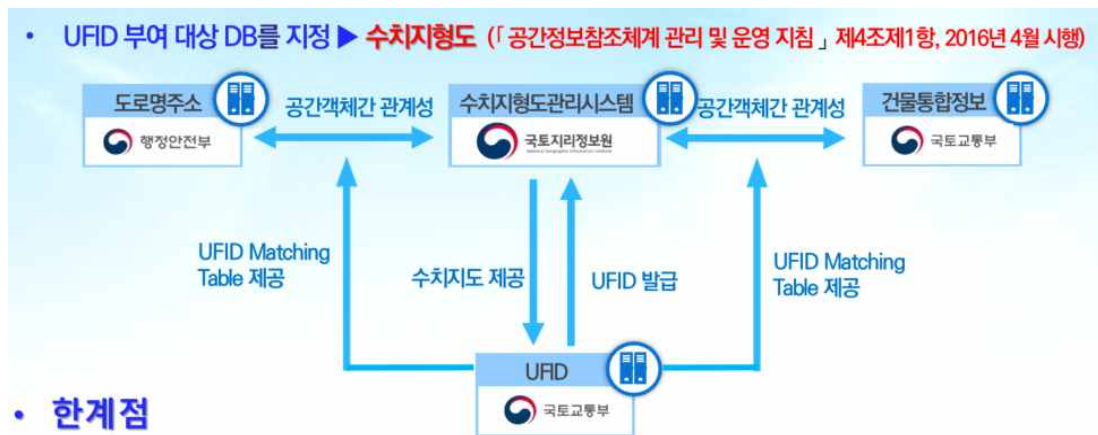 • UFID 부여 대상 DB를 지정 ▶ 수치지형도 (「공간정보참조체계 관리 및 운영 지침」 제4조제1항, 2016년 4월 시행)
도로명주소
행정안전부
공간객체간 관계성
수치지형도관리시스템
국토지리정보원
공간객체간 관계성
건물통합정보
국토교통부
UFID Matching
Table 제공
수치지도 제공
UFID 발급
UFID Matching
Table 제공
UFID
국토교통부
• 한계점